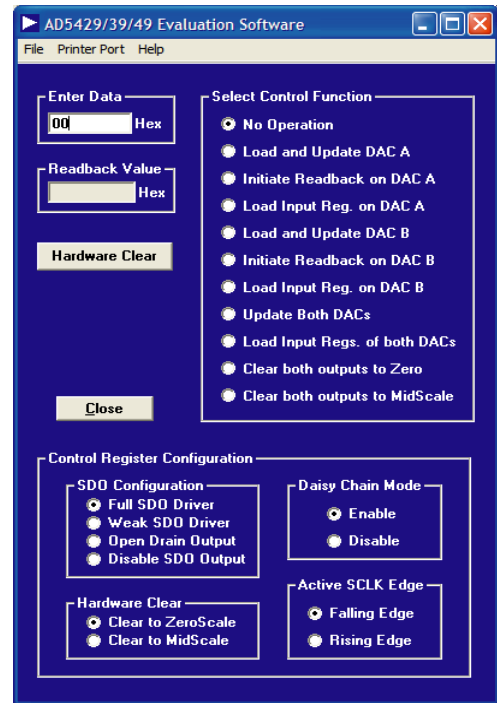 AD5429/39/49 Evaluation Software
File Printer Port Help
Enter Data
00 Hex
Readback Value
Hex
Hardware Clear
Close
Select Control Function
No Operation
Load and Update DAC A
Initiate Readback on DAC A
Load Input Reg. on DAC A
Load and Update DAC B
Initiate Readback on DAC B
Load Input Reg. on DAC B
Update Both DACs
Load Input Regs. of both DACs
Clear both outputs to Zero
Clear both outputs to MidScale
Control Register Configuration
SDO Configuration
Full SDO Driver
Weak SDO Driver
Open Drain Output
Disable SDO Output
Hardware Clear
Clear to ZeroScale
Clear to MidScale
Daisy Chain Mode
Enable
Disable
Active SCLK Edge
Falling Edge
Rising Edge